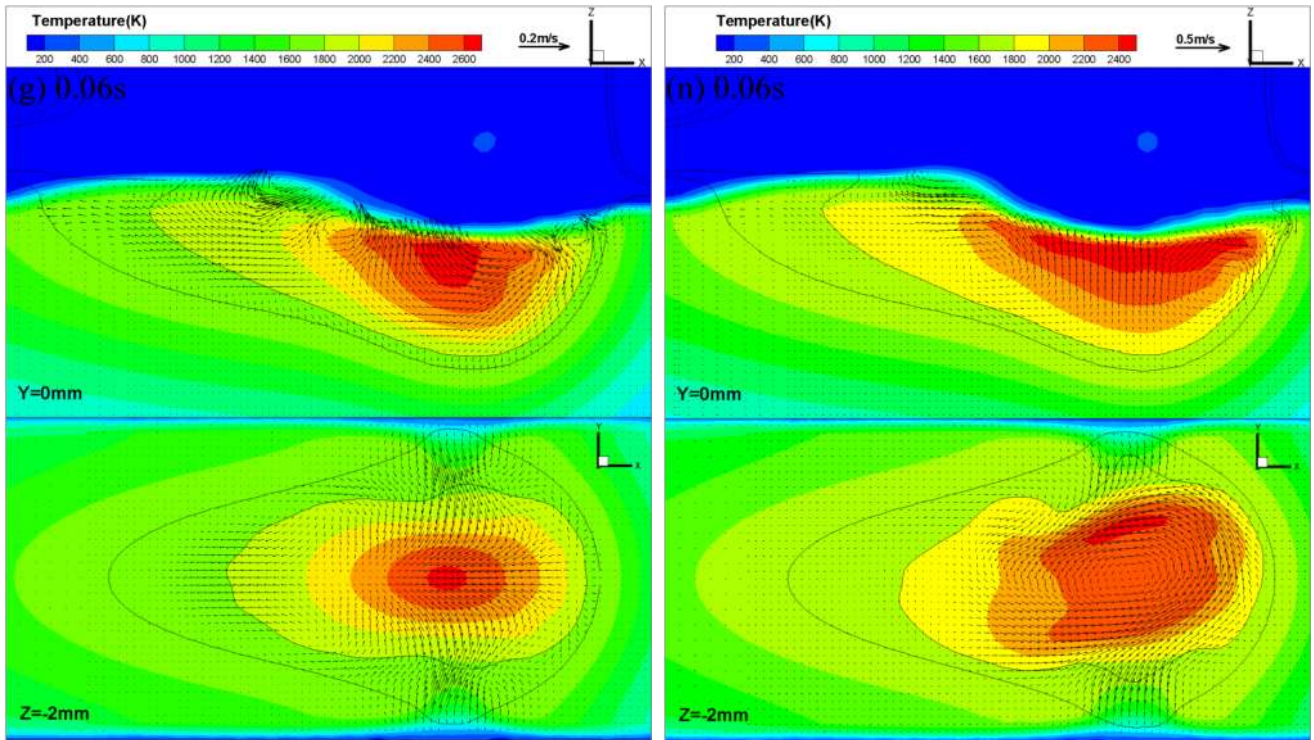 Temperature(K)
200 400 600 800 1000 1200 1400 1600 1800 2000 2200 2400 2600
0.2m/s
Z
X
(g) 0.06s
Y=0mm
Y
X
Z=-2mm
Temperature(K)
200 400 600 800 1000 1200 1400 1600 1800 2000 2200 2400
0.5m/s
Z
X
(n) 0.06s
Y=0mm
Y
X
Z=-2mm